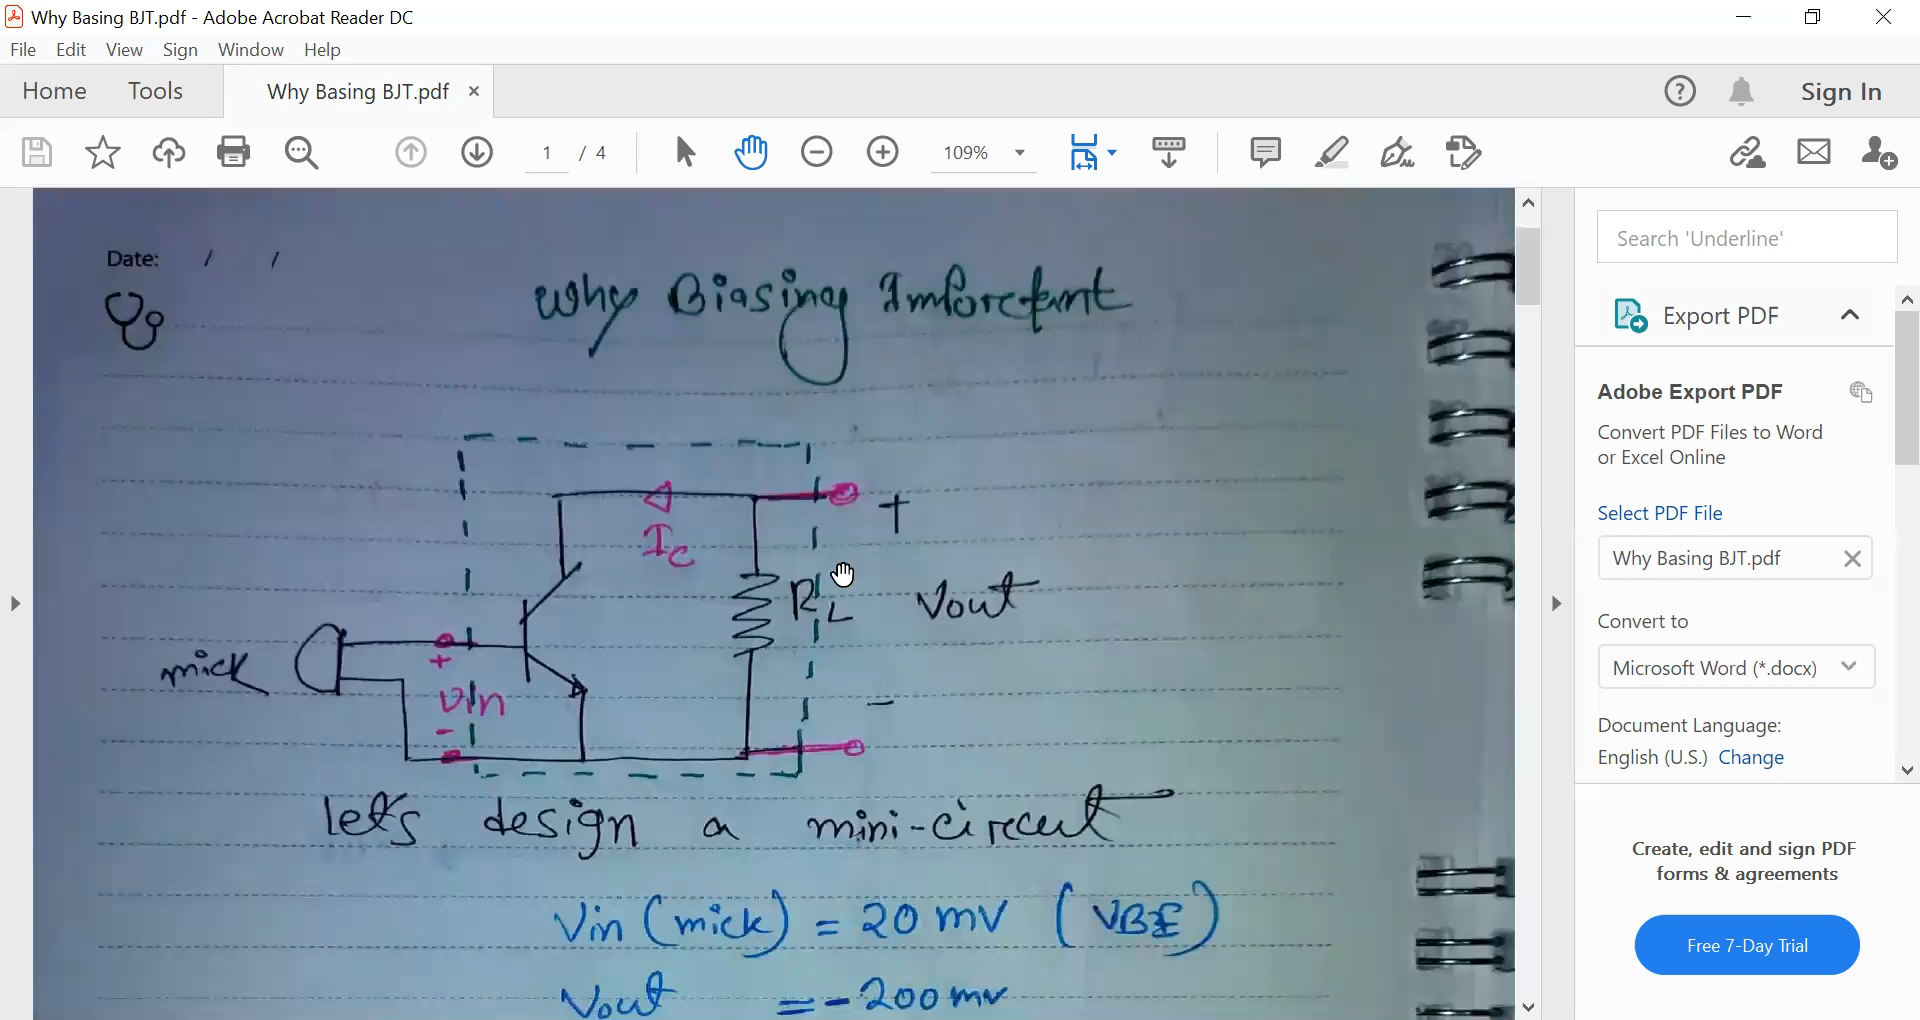 Why Basing BJT.pdf - Adobe Acrobat Reader DC
File Edit View Sign Window Help
Home Tools Why Basing BJT.pdf × Sign In
1 / 4 109%
Date: / /
Why Biasing Imforetant
+
Ic
RL Vout
mick
+
Vin
-
-
let's design a mini-circuit
Vin (mick) = 20 mV (VBE)
Vout = - 200 mv
Search 'Underline'
Export PDF
Adobe Export PDF
Convert PDF Files to Word
or Excel Online
Select PDF File
Why Basing BJT.pdf
Convert to
Microsoft Word (*.docx)
Document Language:
English (U.S.) Change
Create, edit and sign PDF
forms & agreements
Free 7-Day Trial